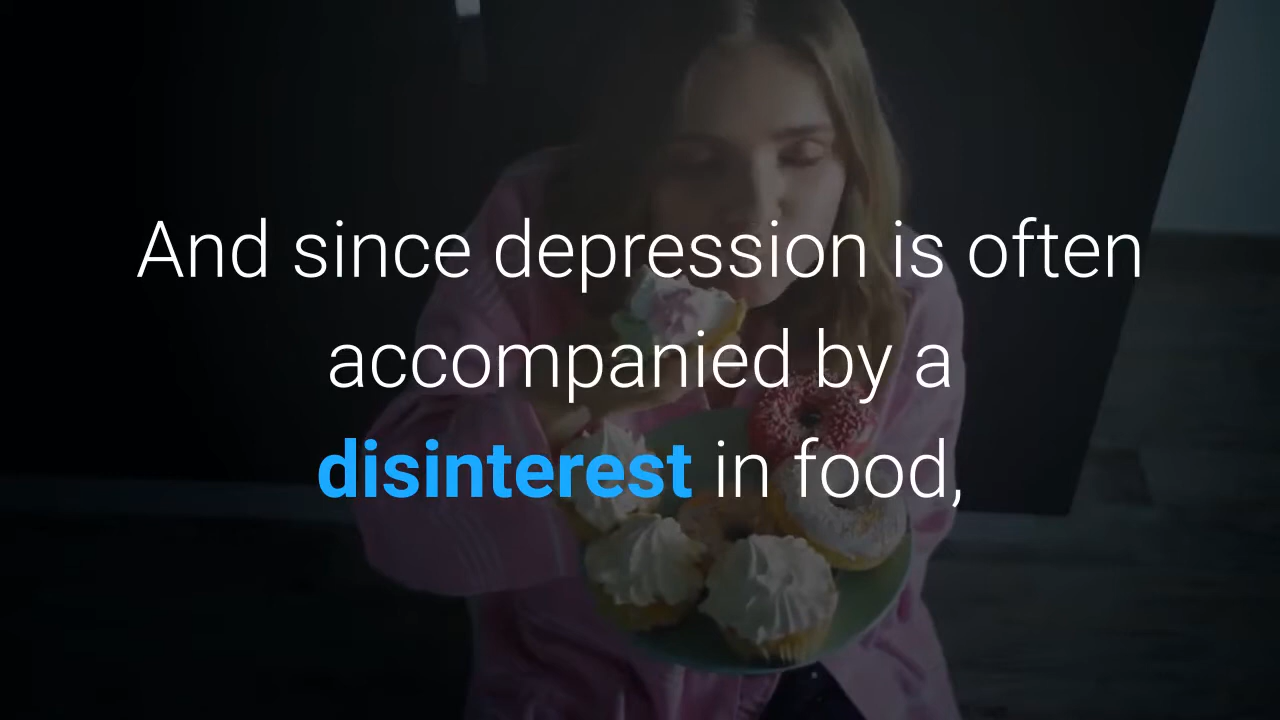 And since depression is often
accompanied by a
disinterest in food,